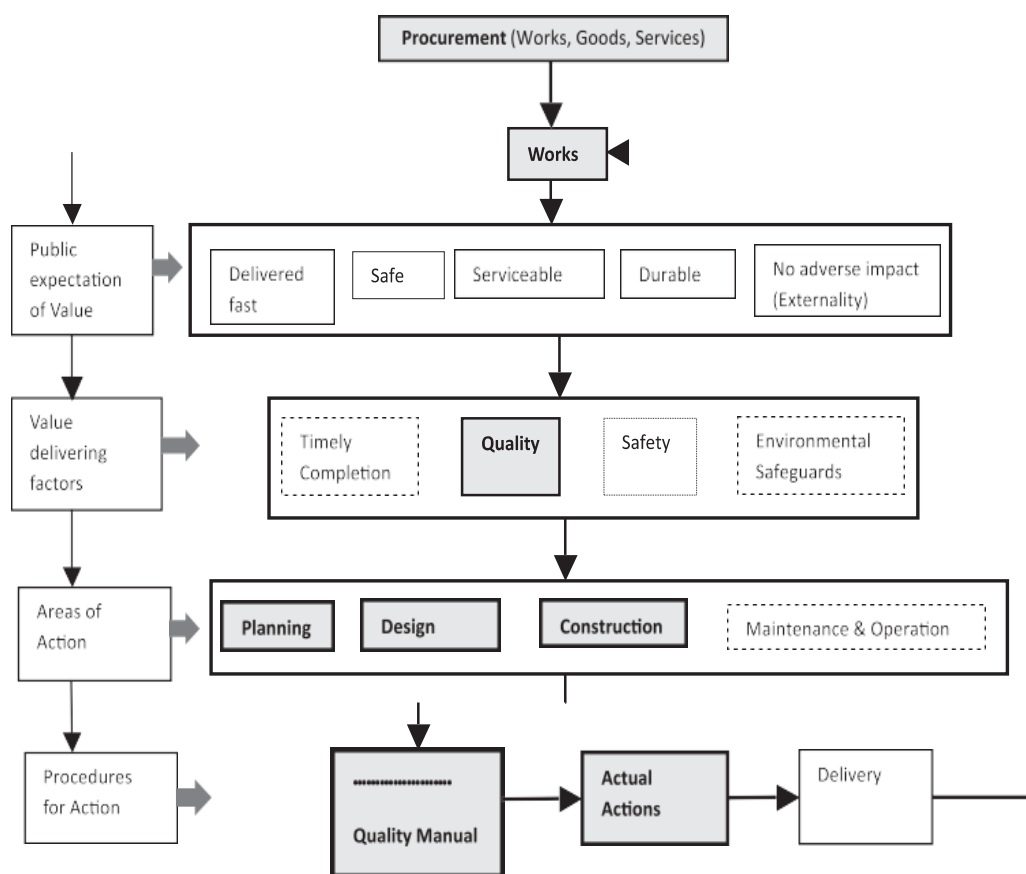 Procurement (Works, Goods, Services)
Works
Public
expectation
of Value
Delivered
fast
Safe
Serviceable
Durable
No adverse impact
(Externality)
Value
delivering
factors
Timely
Completion
Quality
Safety
Environmental
Safeguards
Areas of
Action
Planning
Design
Construction
Maintenance & Operation
Procedures
for Action
......................
Quality Manual
Actual
Actions
Delivery